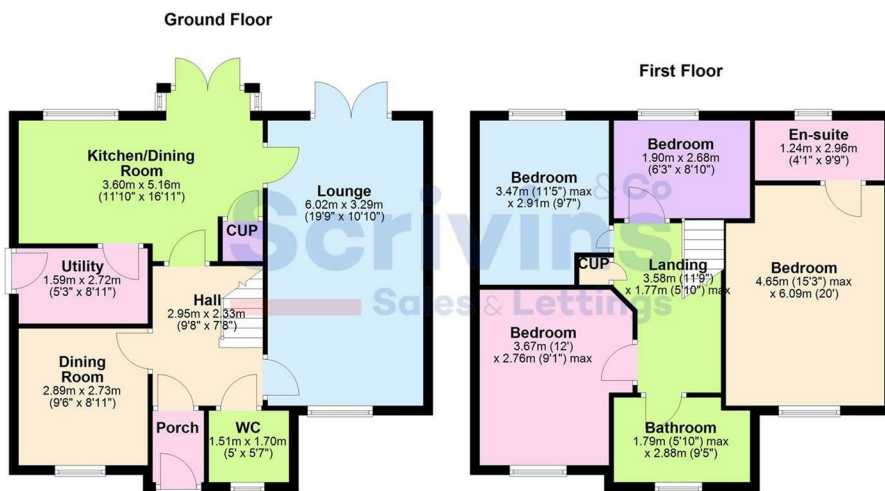 Ground Floor
Kitchen/Dining
Room
3.60m x 5.16m
(11'10" x 16'11")
Lounge
6.02m x 3.29m
(19'9" x 10'10")
CUP
Utility
1.59m x 2.72m
(5'3" x 8'11")
Hall
2.95m x 2.33m
(9'8" x 7'8")
Dining
Room
2.89m x 2.73m
(9'6" x 8'11")
Porch
WC
1.51m x 1.70m
(5' x 5'7")
First Floor
Bedroom
3.47m (11'5") max
x 2.91m (9'7")
Bedroom
1.90m x 2.68m
(6'3" x 8'10")
En-suite
1.24m x 2.96m
(4'1" x 9'9")
CUP
Landing
3.58m (11'9")
x 1.77m (5'10") max
Bedroom
4.65m (15'3") max
x 6.09m (20')
Bedroom
3.67m (12')
x 2.76m (9'1") max
Bathroom
1.79m (5'10") max
x 2.88m (9'5")
Scrivins & Co
Sales & Lettings